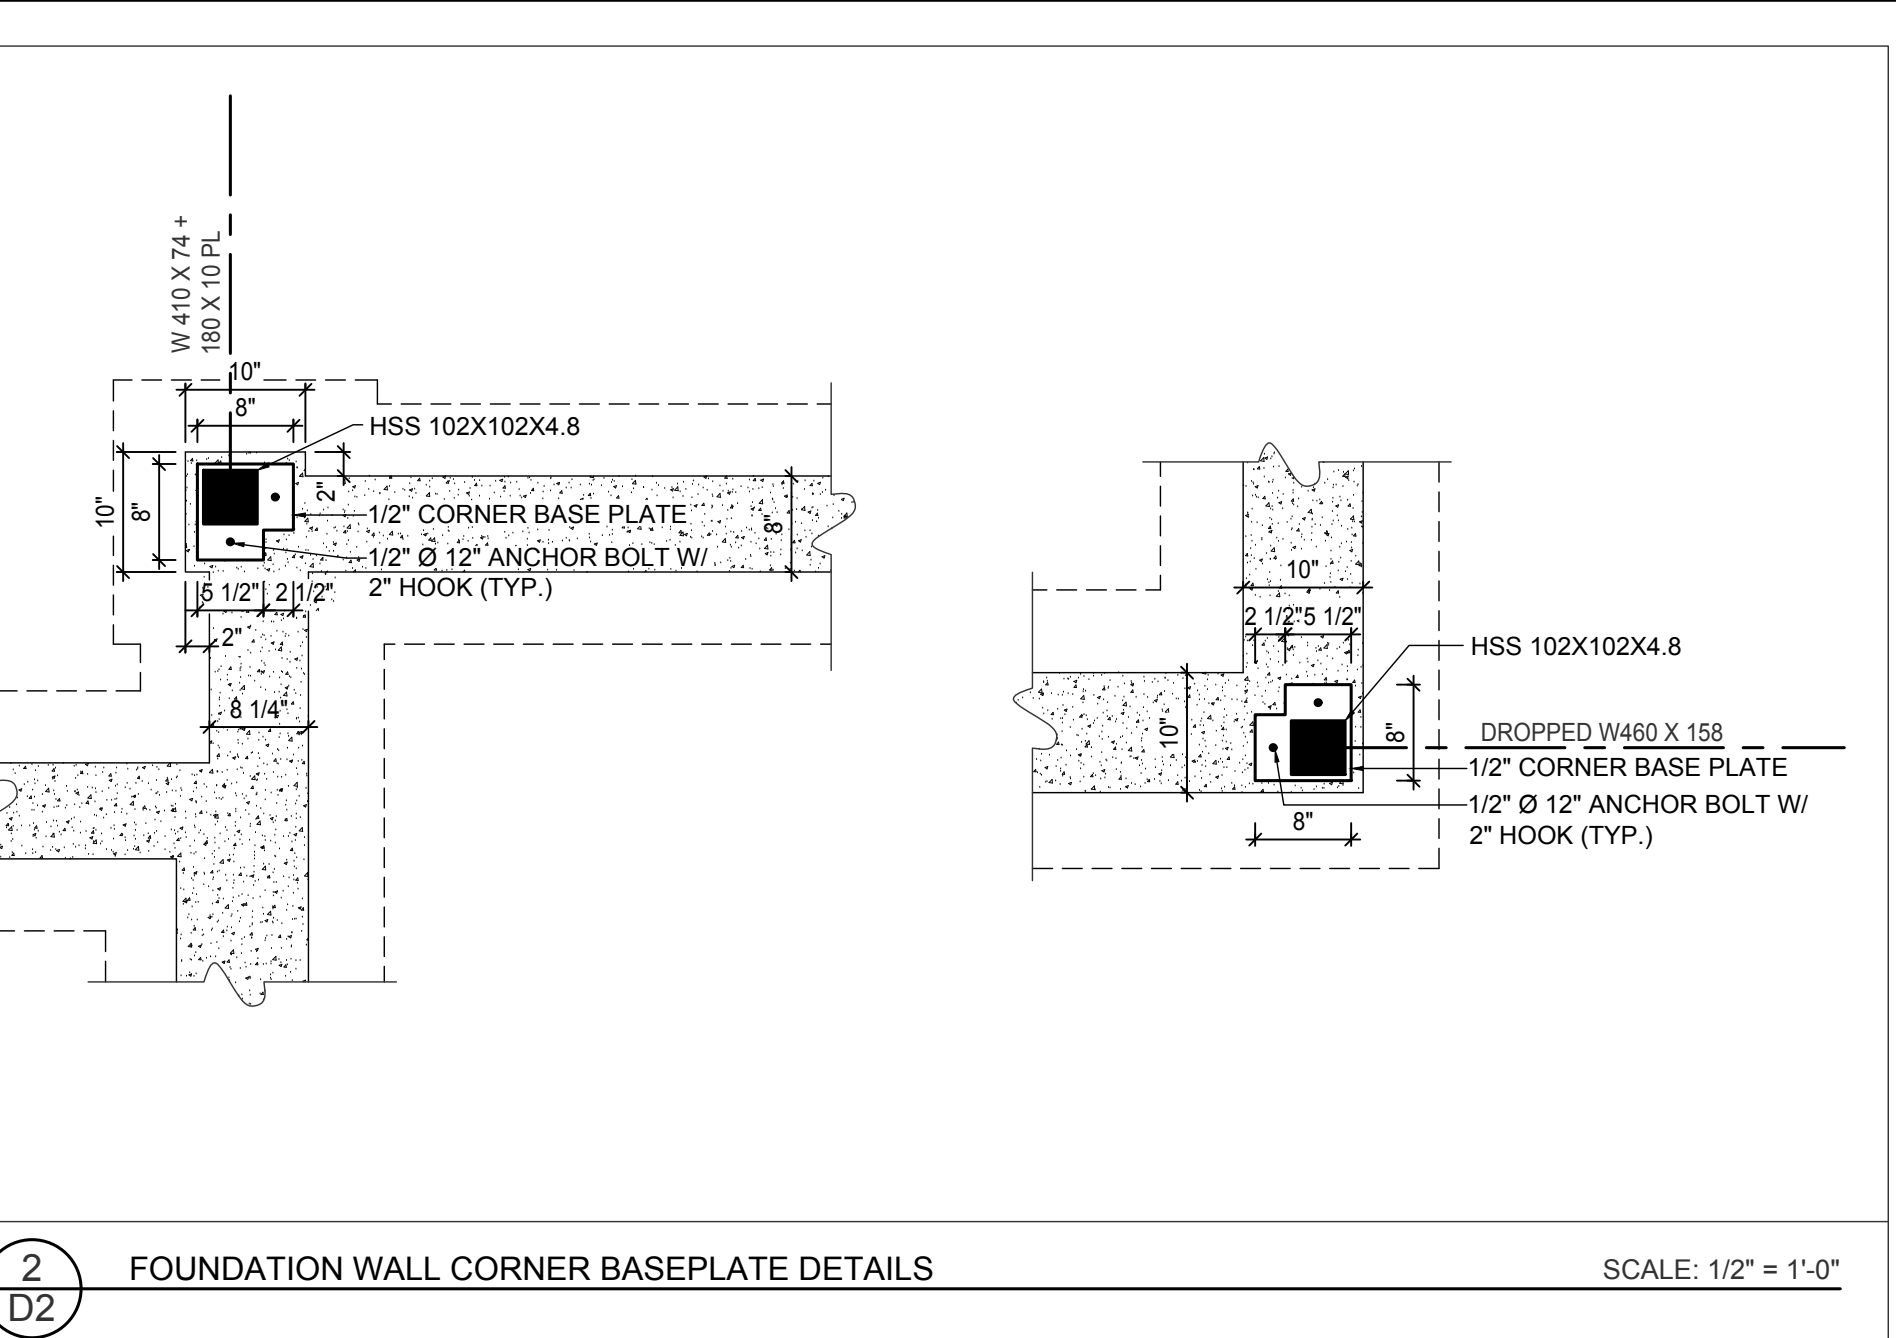 W 410 X 74 +
180 X 10 PL
10"
8"
HSS 102X102X4.8
10"
8"
2"
1/2" CORNER BASE PLATE
8"
1/2" Ø 12" ANCHOR BOLT W/
2" HOOK (TYP.)
5 1/2" 2 1/2"
2"
8 1/4"
10"
2 1/2" 5 1/2"
HSS 102X102X4.8
10"
8"
DROPPED W460 X 158
1/2" CORNER BASE PLATE
1/2" Ø 12" ANCHOR BOLT W/
2" HOOK (TYP.)
8"
2
D2
FOUNDATION WALL CORNER BASEPLATE DETAILS
SCALE: 1/2" = 1'-0"